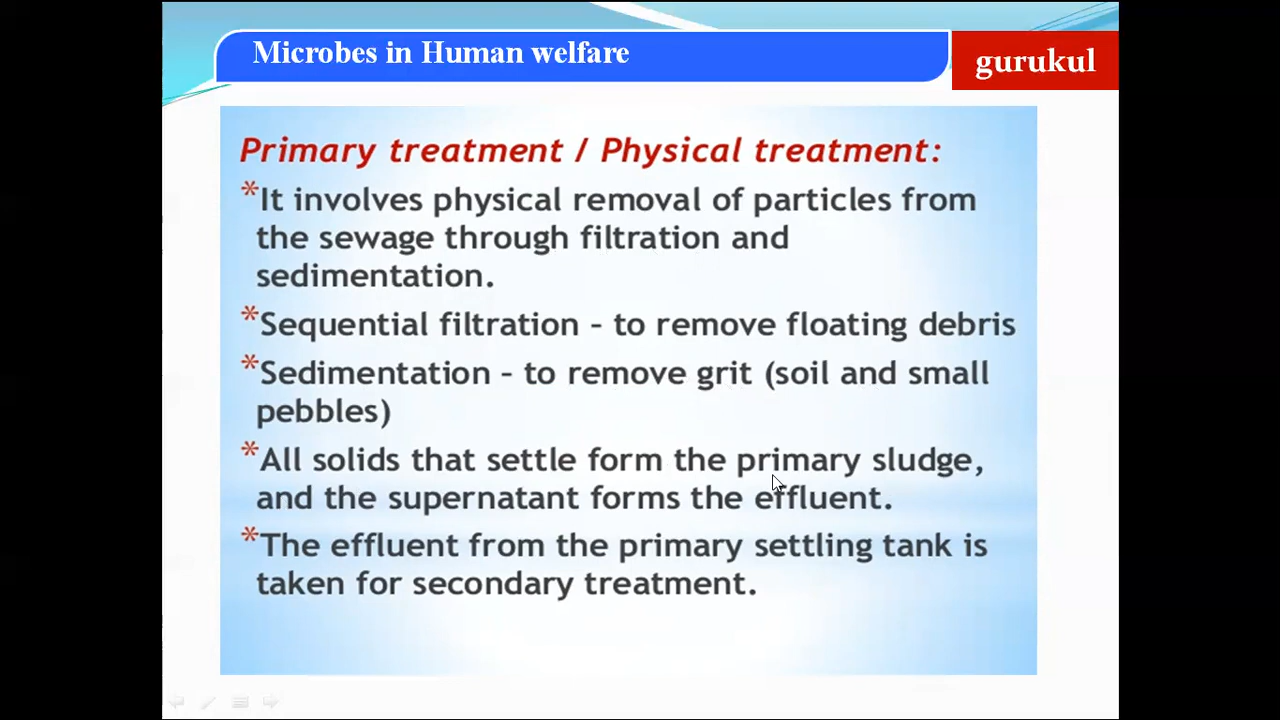 Microbes in Human welfare
gurukul
Primary treatment / Physical treatment:
*It involves physical removal of particles from
the sewage through filtration and
sedimentation.
*Sequential filtration – to remove floating debris
*Sedimentation – to remove grit (soil and small
pebbles)
*All solids that settle form the primary sludge,
and the supernatant forms the effluent.
*The effluent from the primary settling tank is
taken for secondary treatment.